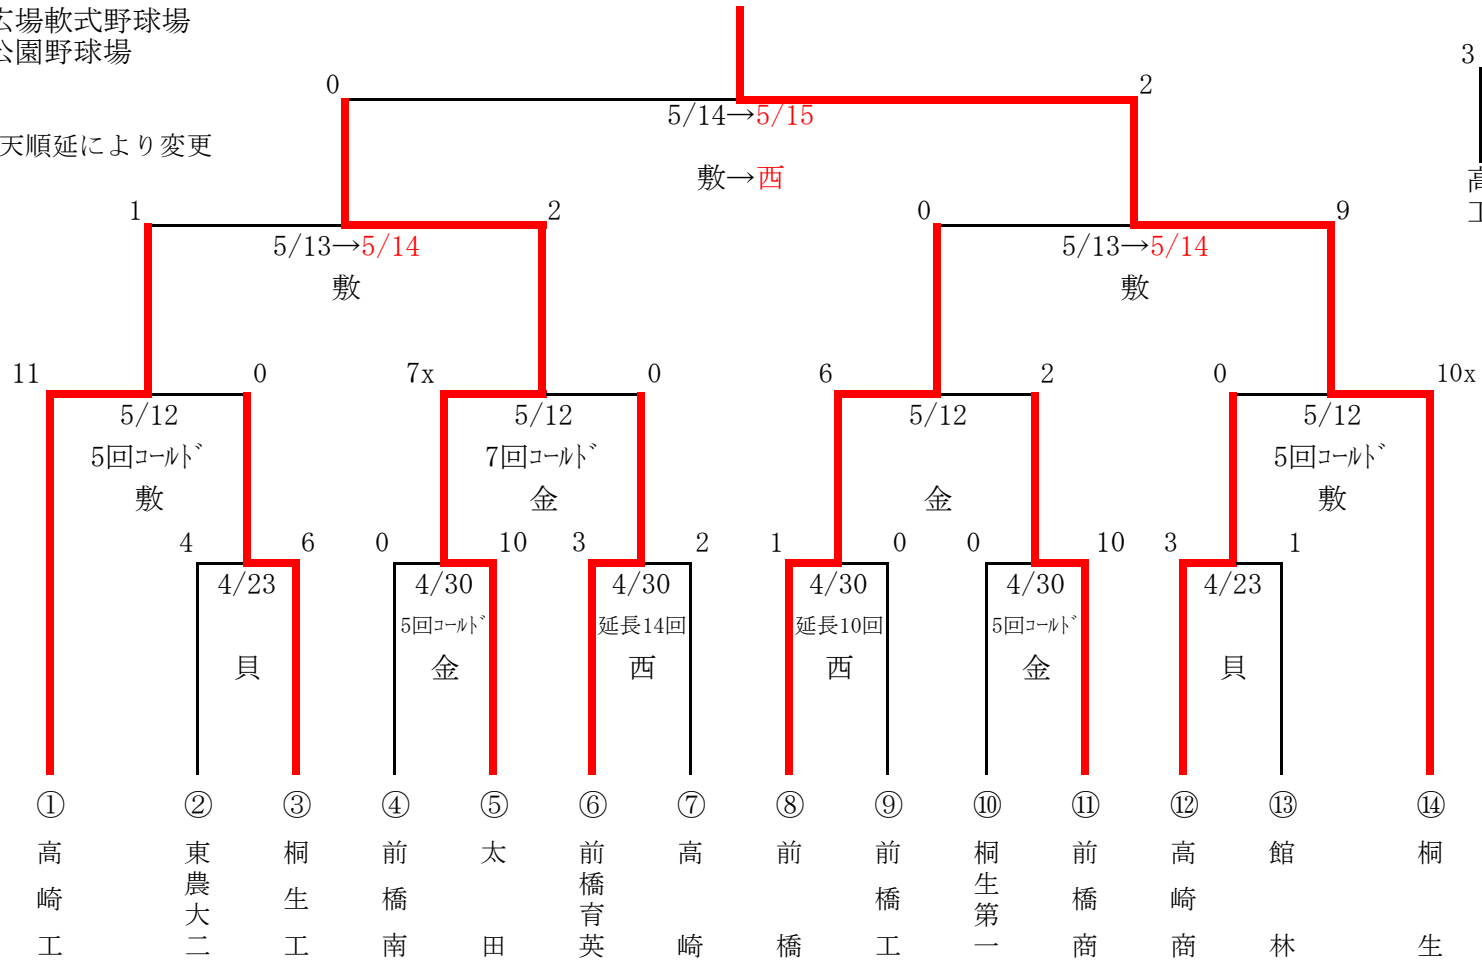 広場軟式野球場
公園野球場
天順延により変更
3
高
工
0
2
5/14→5/15
敷→西
1
2
0
9
5/13→5/14
敷
5/13→5/14
敷
11
0
7x
0
6
2
0
10x
5/12
5/12
5/12
5/12
5回ｺｰﾙﾄﾞ
7回ｺｰﾙﾄﾞ
5回ｺｰﾙﾄﾞ
敷
金
金
敷
4
6
0
10
3
2
1
0
0
10
3
1
4/23
4/30
4/30
4/30
4/30
4/23
5回ｺｰﾙﾄﾞ
延長14回
延長10回
5回ｺｰﾙﾄﾞ
貝
金
西
西
金
貝
①
②
③
④
⑤
⑥
⑦
⑧
⑨
⑩
⑪
⑫
⑬
⑭
高崎工
東農大二
桐生工
前橋南
太田
前橋育英
高崎
前橋
前橋工
桐生第一
前橋商
高崎商
館林
桐生